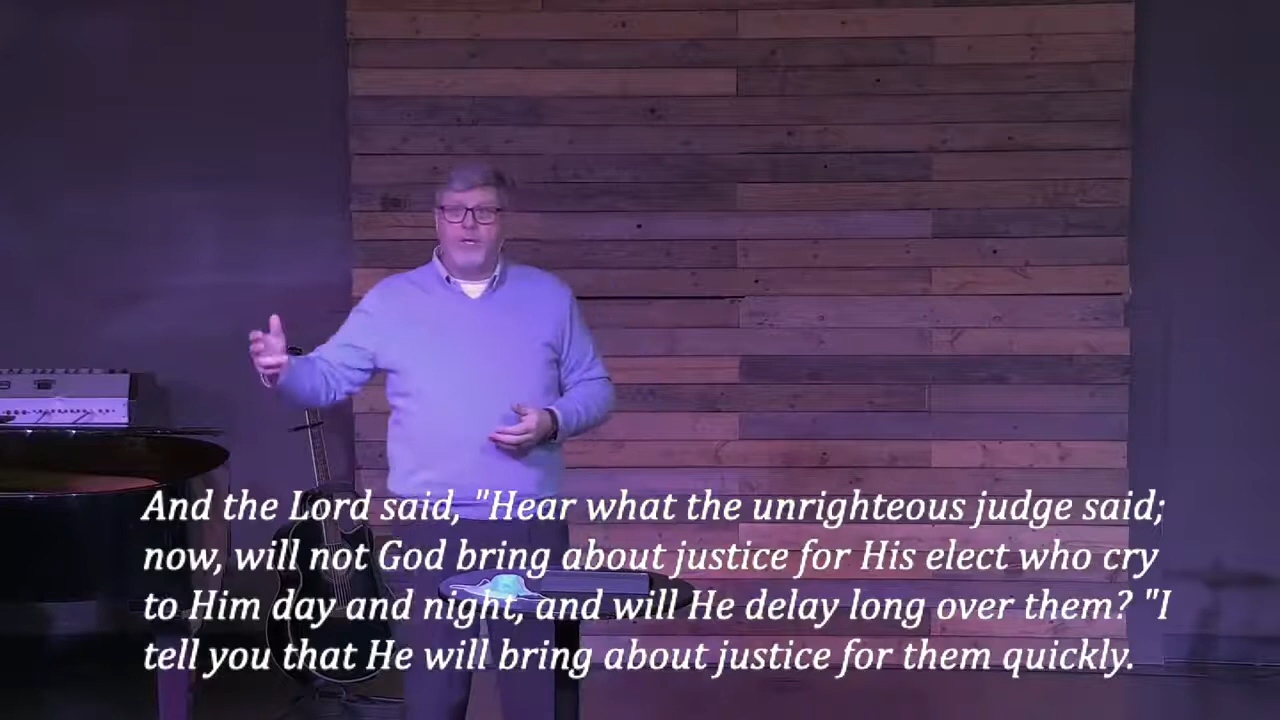 And the Lord said, "Hear what the unrighteous judge said;
now, will not God bring about justice for His elect who cry
to Him day and night, and will He delay long over them? "I
tell you that He will bring about justice for them quickly.